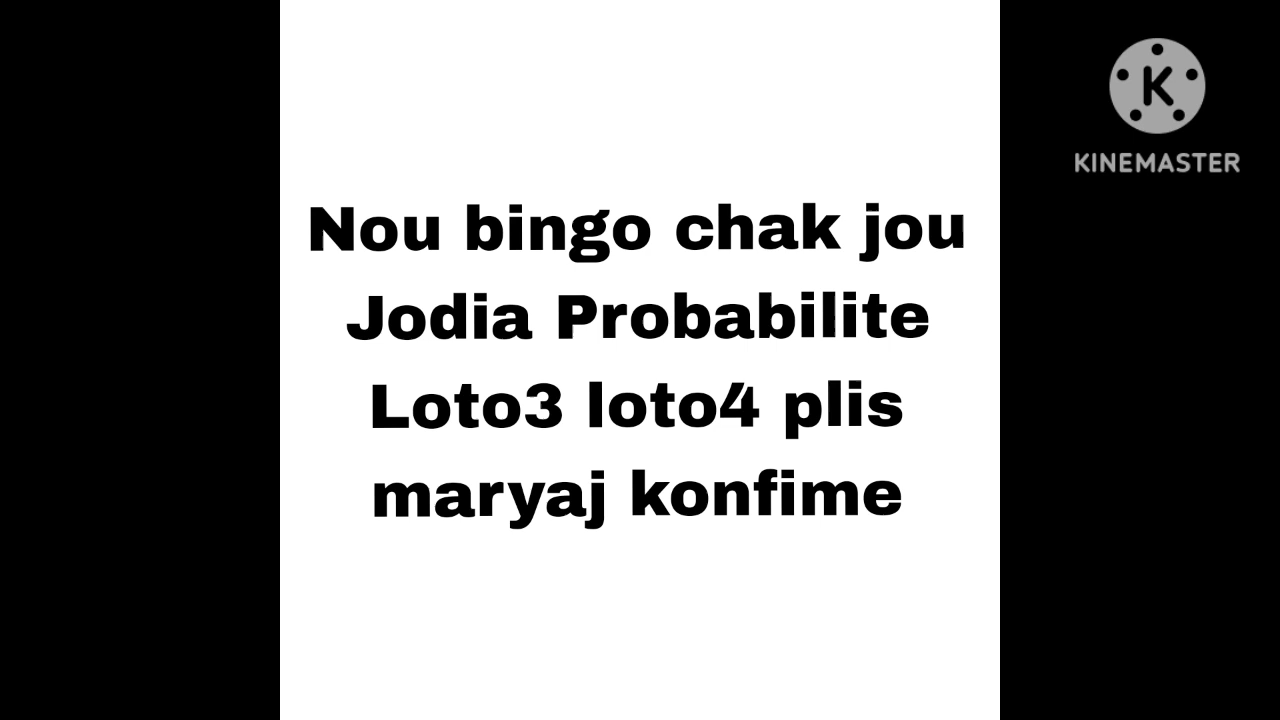 Nou bingo chak jou
Jodia Probabilite
Loto3 loto4 plis
maryaj konfime
K
KINEMASTER